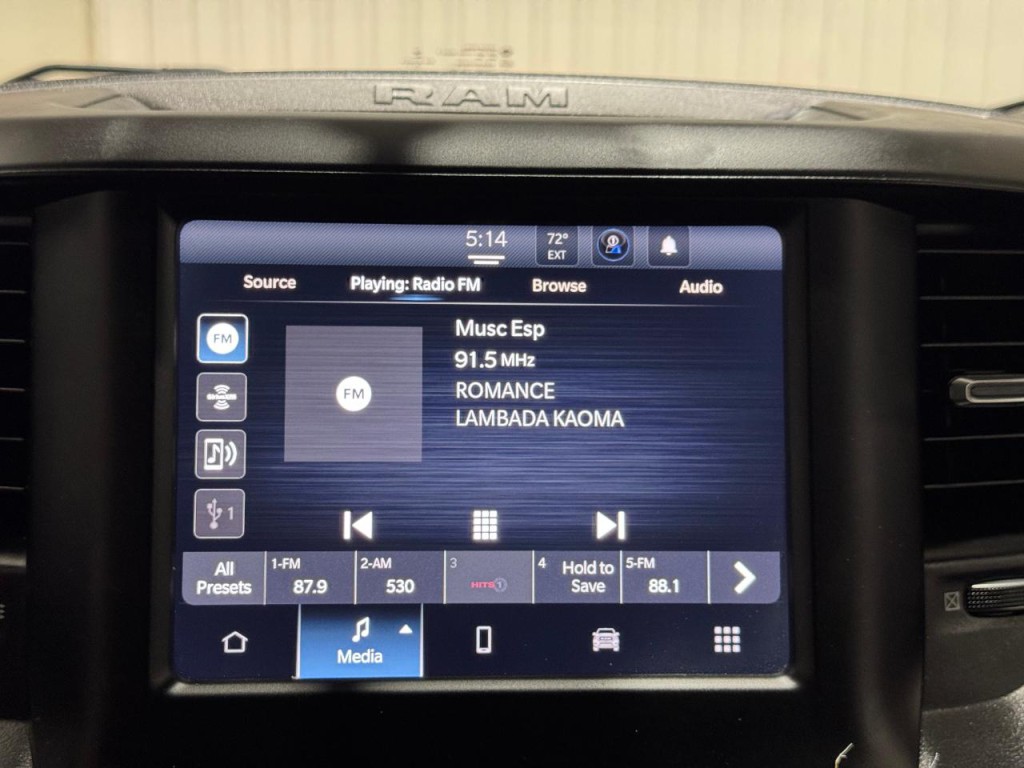 RAM
5:14
72°
EXT
Source
Playing: Radio FM
Browse
Audio
FM
FM
Musc Esp
91.5 MHz
ROMANCE
LAMBADA KAOMA
1
All
Presets
1-FM
87.9
2-AM
530
3
HITS1
4
Hold to
Save
5-FM
88.1
Media